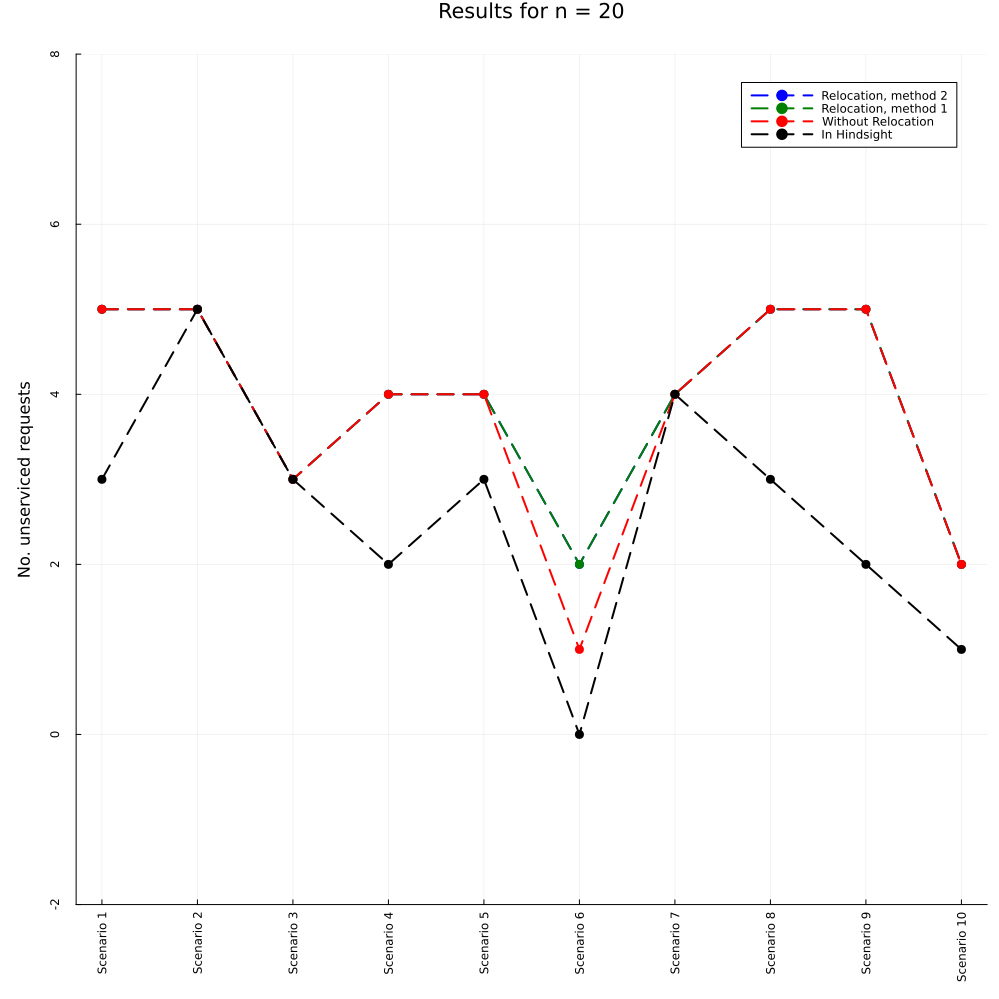 Results for n = 20
Relocation, method 2
Relocation, method 1
Without Relocation
In Hindsight
No. unserviced requests
8
6
4
2
0
-2
Scenario 1
Scenario 2
Scenario 3
Scenario 4
Scenario 5
Scenario 6
Scenario 7
Scenario 8
Scenario 9
Scenario 10